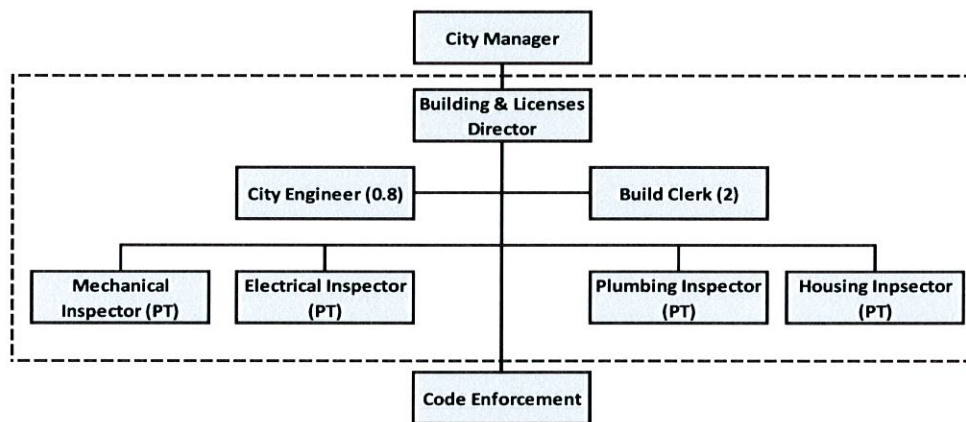 City Manager
Building & Licenses
Director
City Engineer (0.8)
Build Clerk (2)
Mechanical
Inspector (PT)
Electrical Inspector
(PT)
Plumbing Inspector
(PT)
Housing Inpsector
(PT)
Code Enforcement